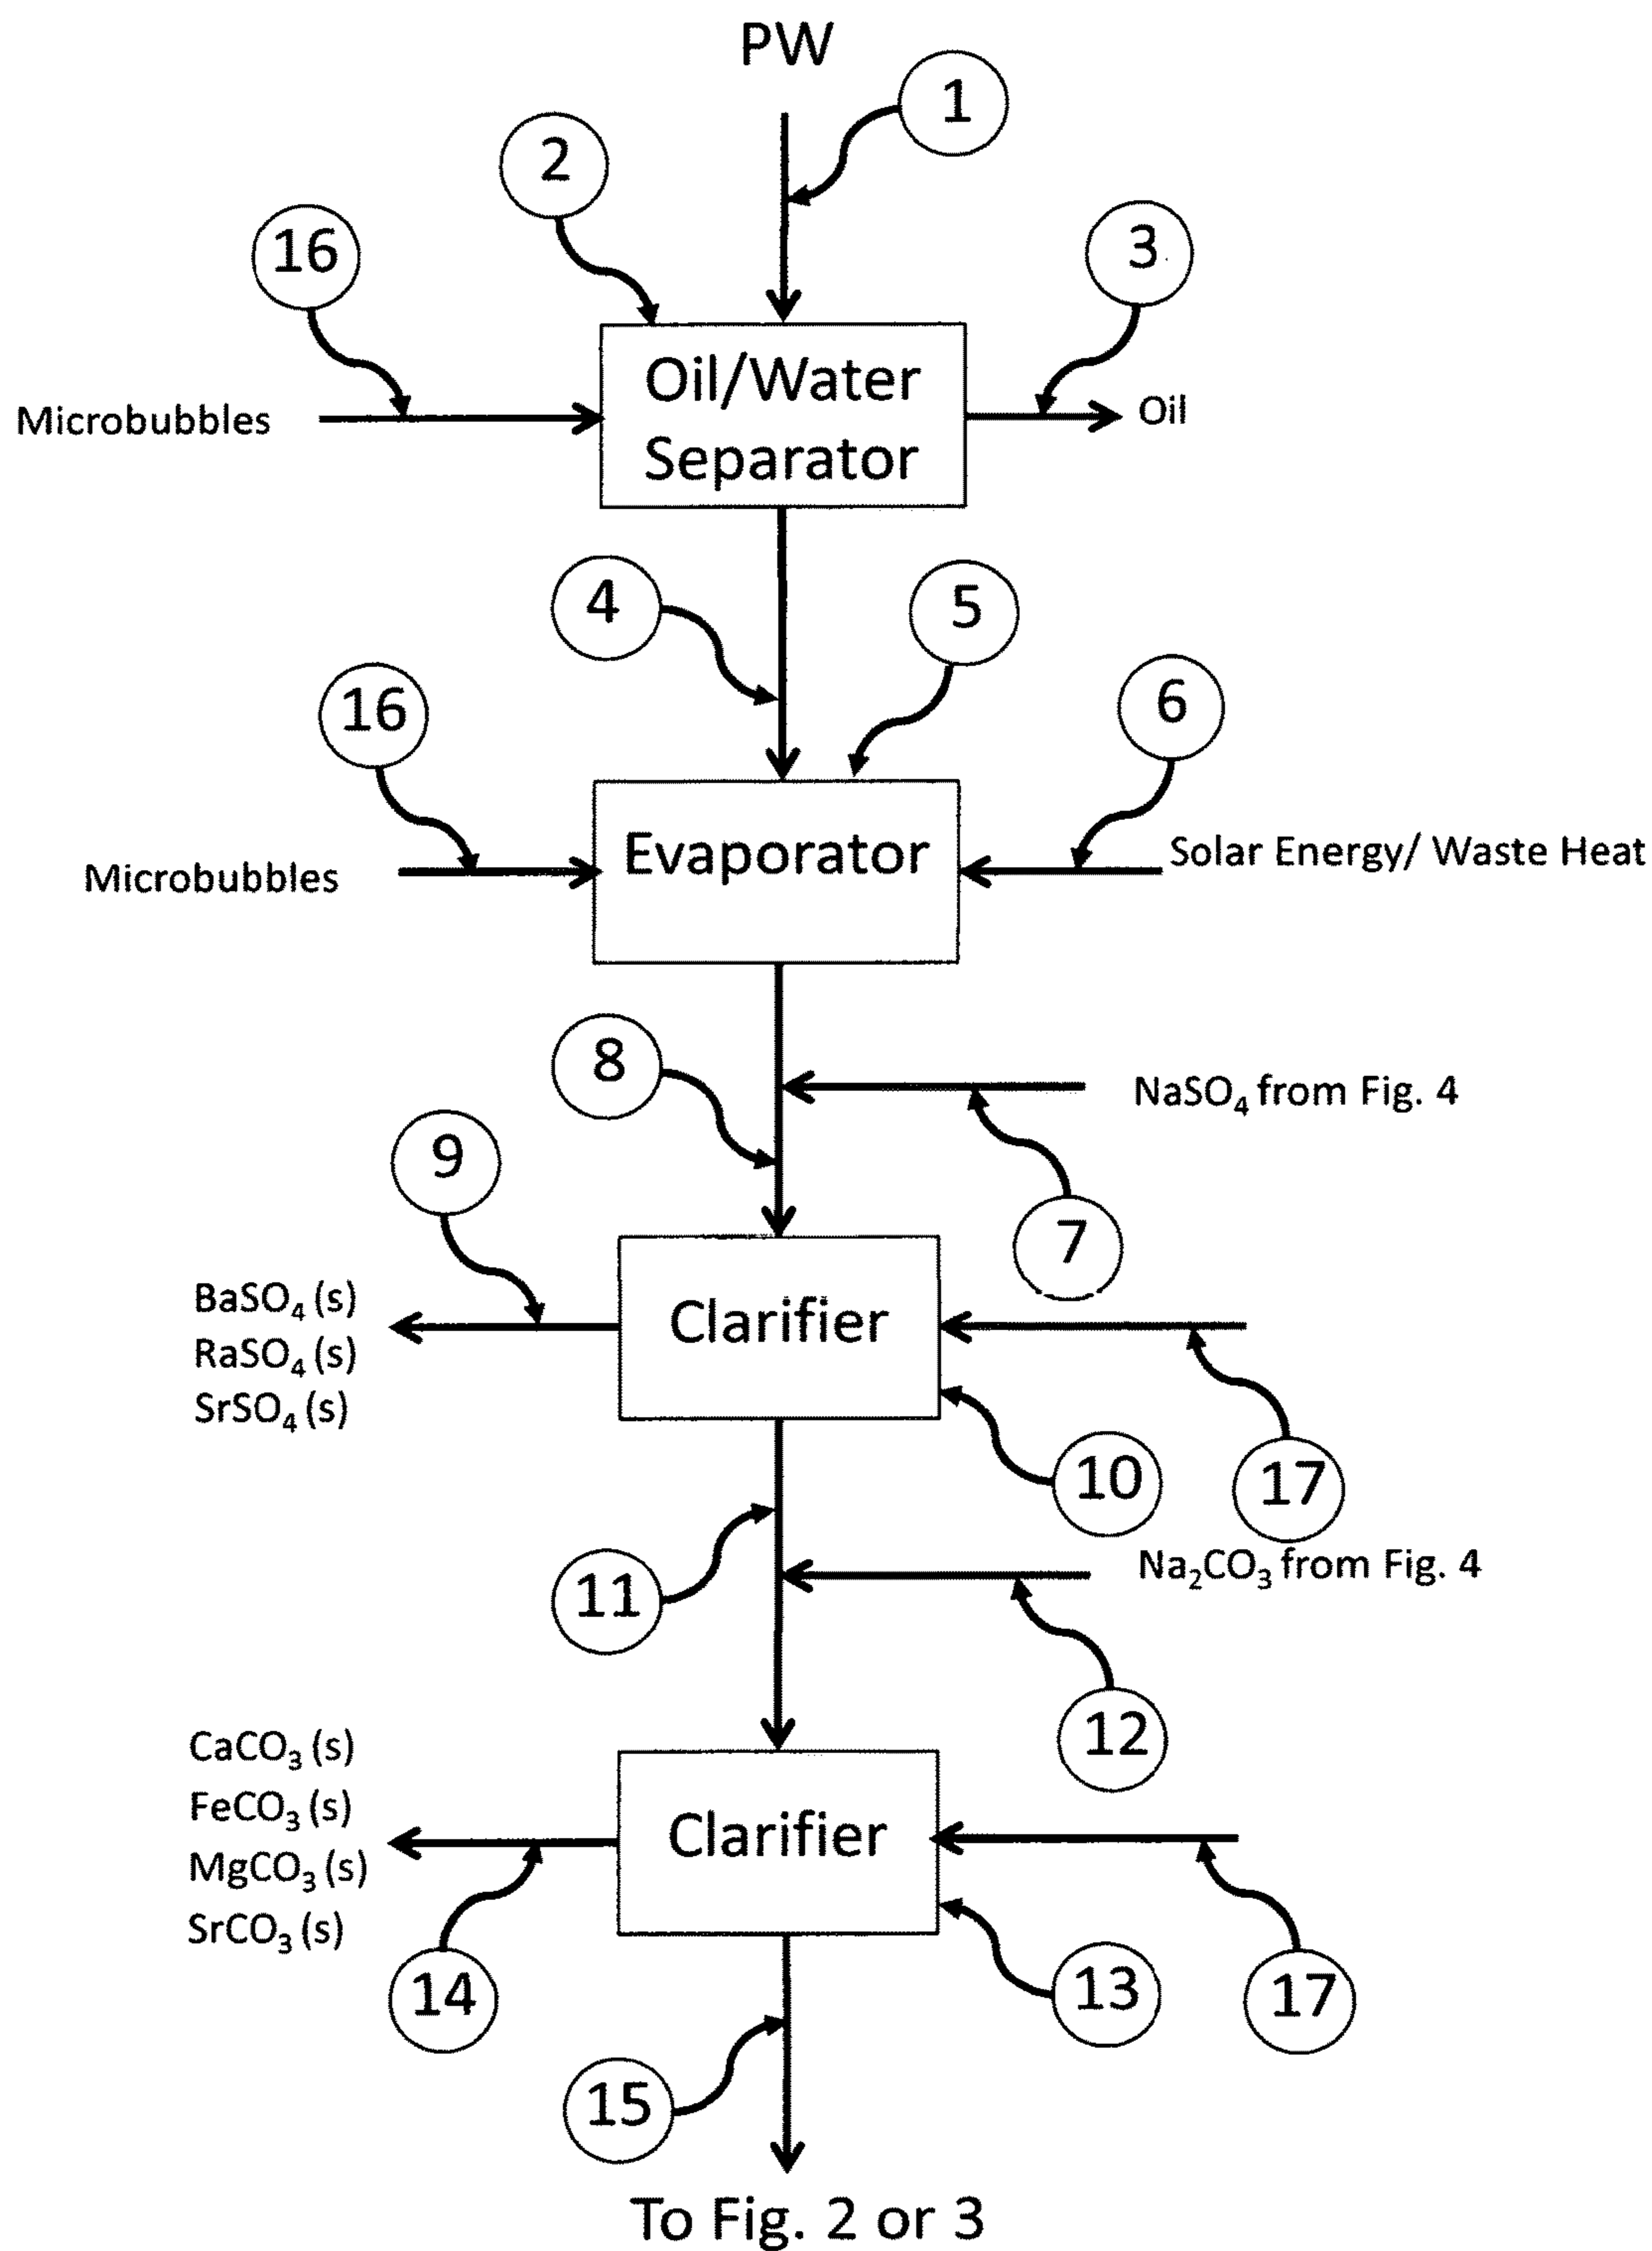 PW
1
2
16
3
Oil/Water
Separator
Microbubbles
Oil
4
5
16
6
Evaporator
Microbubbles
Solar Energy/ Waste Heat
8
NaSO₄ from Fig. 4
9
7
BaSO₄ (s)
RaSO₄ (s)
SrSO₄ (s)
Clarifier
10
17
Na₂CO₃ from Fig. 4
11
12
CaCO₃ (s)
FeCO₃ (s)
MgCO₃ (s)
SrCO₃ (s)
Clarifier
14
13
17
15
To Fig. 2 or 3